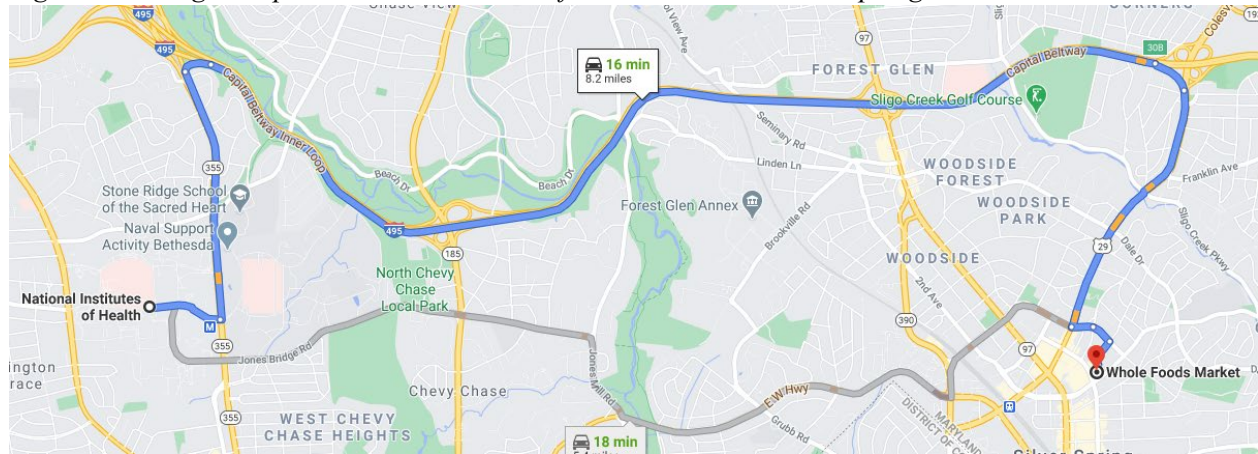 495
495
Capital Beltway Inner Loop
355
Stone Ridge School
of the Sacred Heart
Naval Support
Activity Bethesda
National Institutes
of Health
M
355
Jones Bridge Rd
355
WEST CHEVY
CHASE HEIGHTS
Chevy Chase
North Chevy
Chase
Local Park
495
185
Beach Dr
Beach Dr
16 min
8.2 miles
Jones Mill Rd
18 min
Forest Glen Annex
Seminary Rd
Linden Ln
Brookville Rd
E W Hwy
Grubb Rd
97
FOREST GLEN
Sligo Creek Golf Course
Capital Beltway
30B
WOODSIDE
FOREST
WOODSIDE
PARK
WOODSIDE
2nd Ave
390
97
29
Dale Dr
Franklin Ave
Sligo Creek Pkwy
Whole Foods Market
MARYLAND
Silver Spring